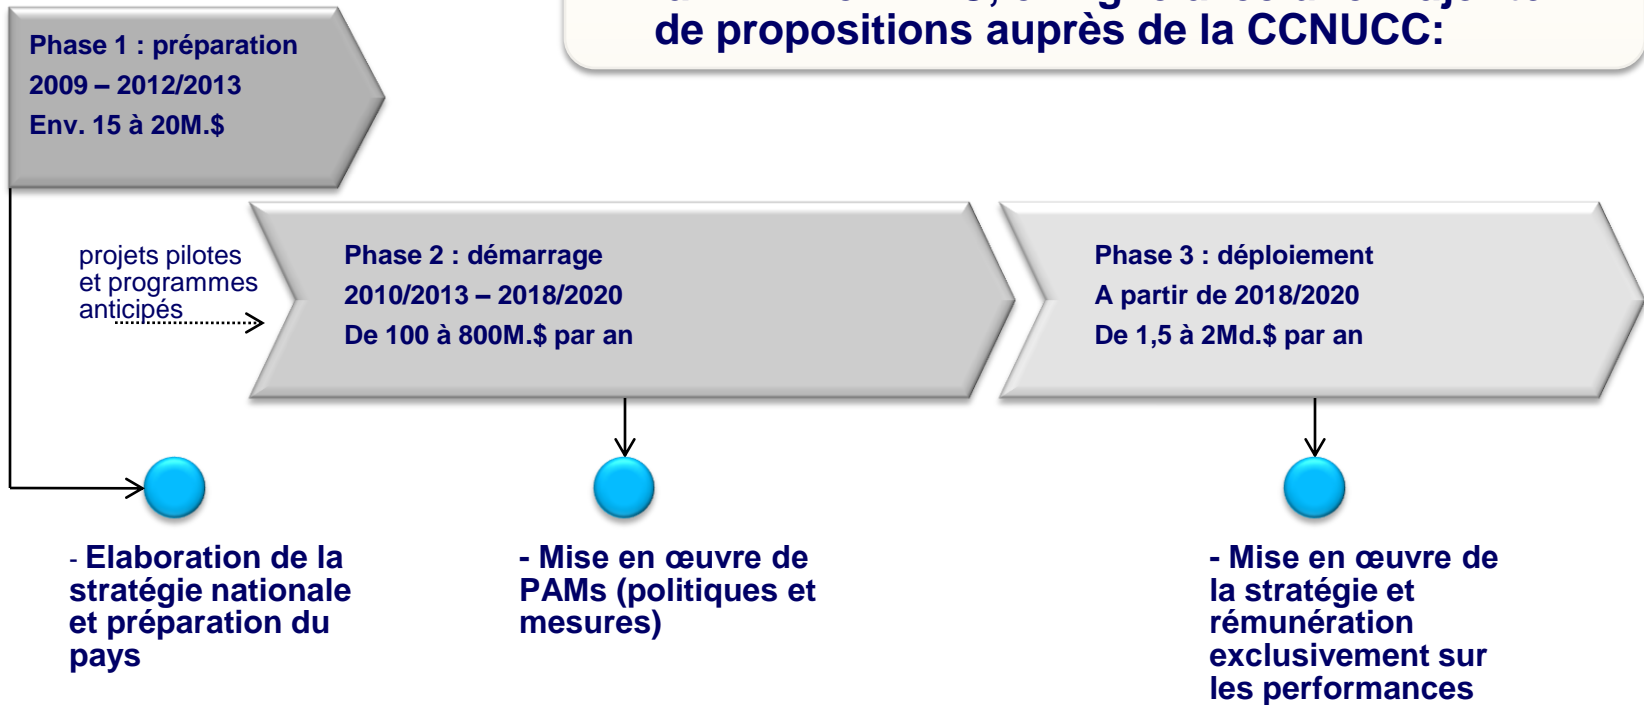 de propositions auprès de la CCNUCC:
Phase 1 : préparation
2009 – 2012/2013
Env. 15 à 20M.$
projets pilotes
et programmes
anticipés
Phase 2 : démarrage
2010/2013 – 2018/2020
De 100 à 800M.$ par an
Phase 3 : déploiement
A partir de 2018/2020
De 1,5 à 2Md.$ par an
- Elaboration de la
stratégie nationale
et préparation du
pays
- Mise en œuvre de
PAMs (politiques et
mesures)
- Mise en œuvre de
la stratégie et
rémunération
exclusivement sur
les performances